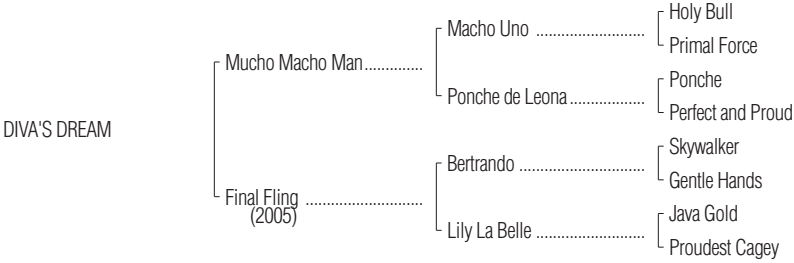 Holy Bull
Macho Uno ............................
Primal Force
Mucho Macho Man..............
Ponche
Ponche de Leona...................
Perfect and Proud
DIVA'S DREAM
Skywalker
Bertrando ................................
Gentle Hands
Final Fling ..............................
(2005)
Java Gold
Lily La Belle ............................
Proudest Cagey